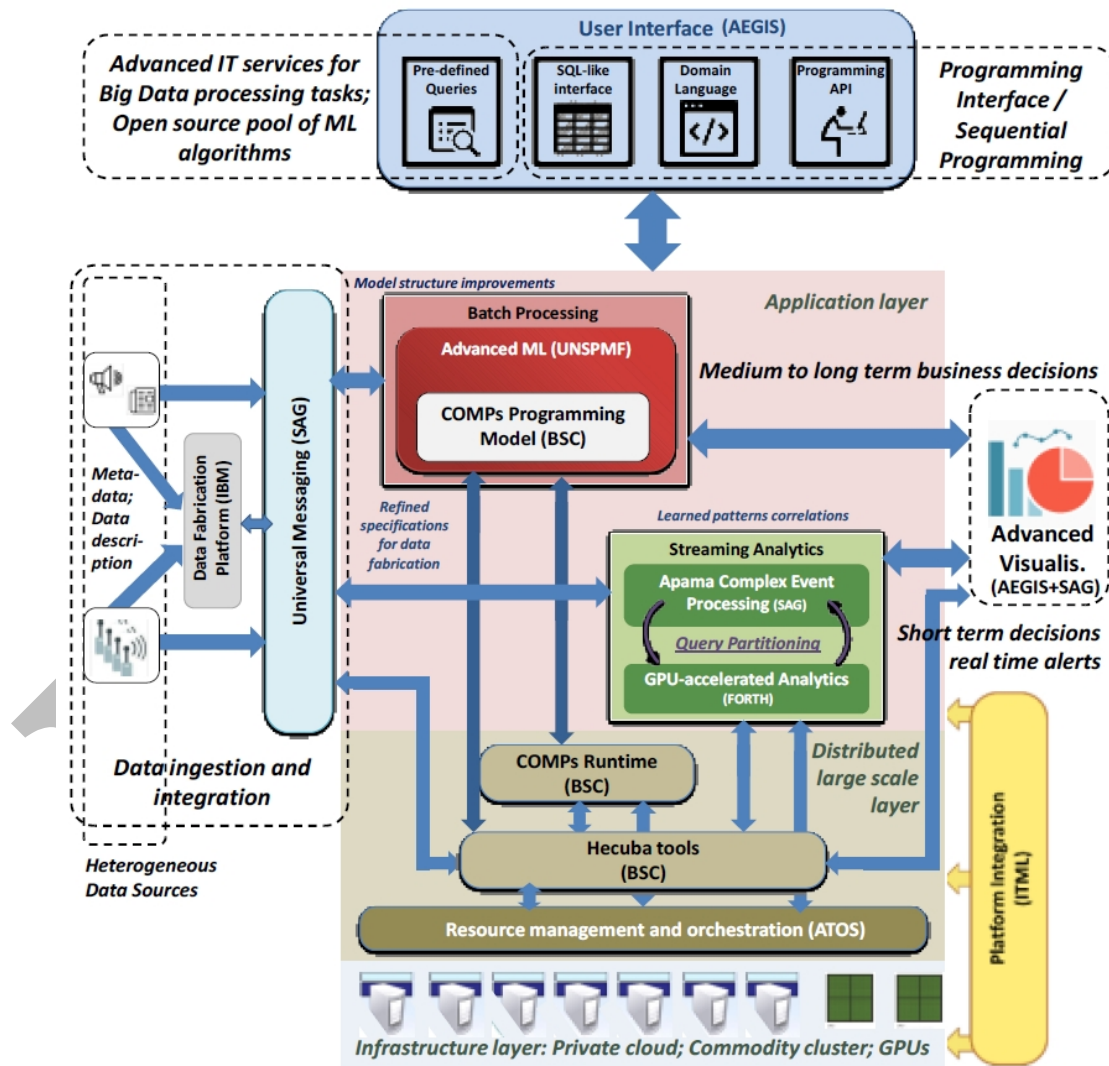 User Interface (AEGIS)
Advanced IT services for
Big Data processing tasks;
Open source pool of ML
algorithms
Pre-defined
Queries
SQL-like
interface
Domain
Language
Programming
API
Programming
Interface /
Sequential
Programming
Model structure improvements
Application layer
Batch Processing
Advanced ML (UNSPMF)
COMPs Programming
Model (BSC)
Medium to long term business decisions
Universal Messaging (SAG)
Meta-
data;
Data
descri-
ption
Data Fabrication
Platform (IBM)
Refined
specifications
for data
fabrication
Learned patterns correlations
Streaming Analytics
Apama Complex Event
Processing (SAG)
Query Partitioning
GPU-accelerated Analytics
(FORTH)
Advanced
Visualis.
(AEGIS+SAG)
Short term decisions
real time alerts
Data ingestion and
integration
Heterogeneous
Data Sources
COMPs Runtime
(BSC)
Distributed
large scale
layer
Hecuba tools
(BSC)
Resource management and orchestration (ATOS)
Platform Integration
(ITML)
Infrastructure layer: Private cloud; Commodity cluster; GPUs